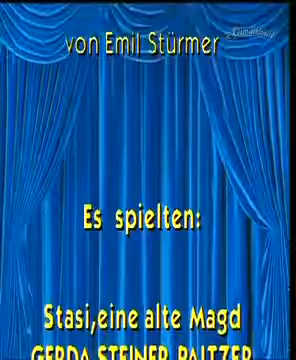 von Emil Stürmer
Es spielten:
Stasi,eine alte Magd
GERDA STEINER PALTZER